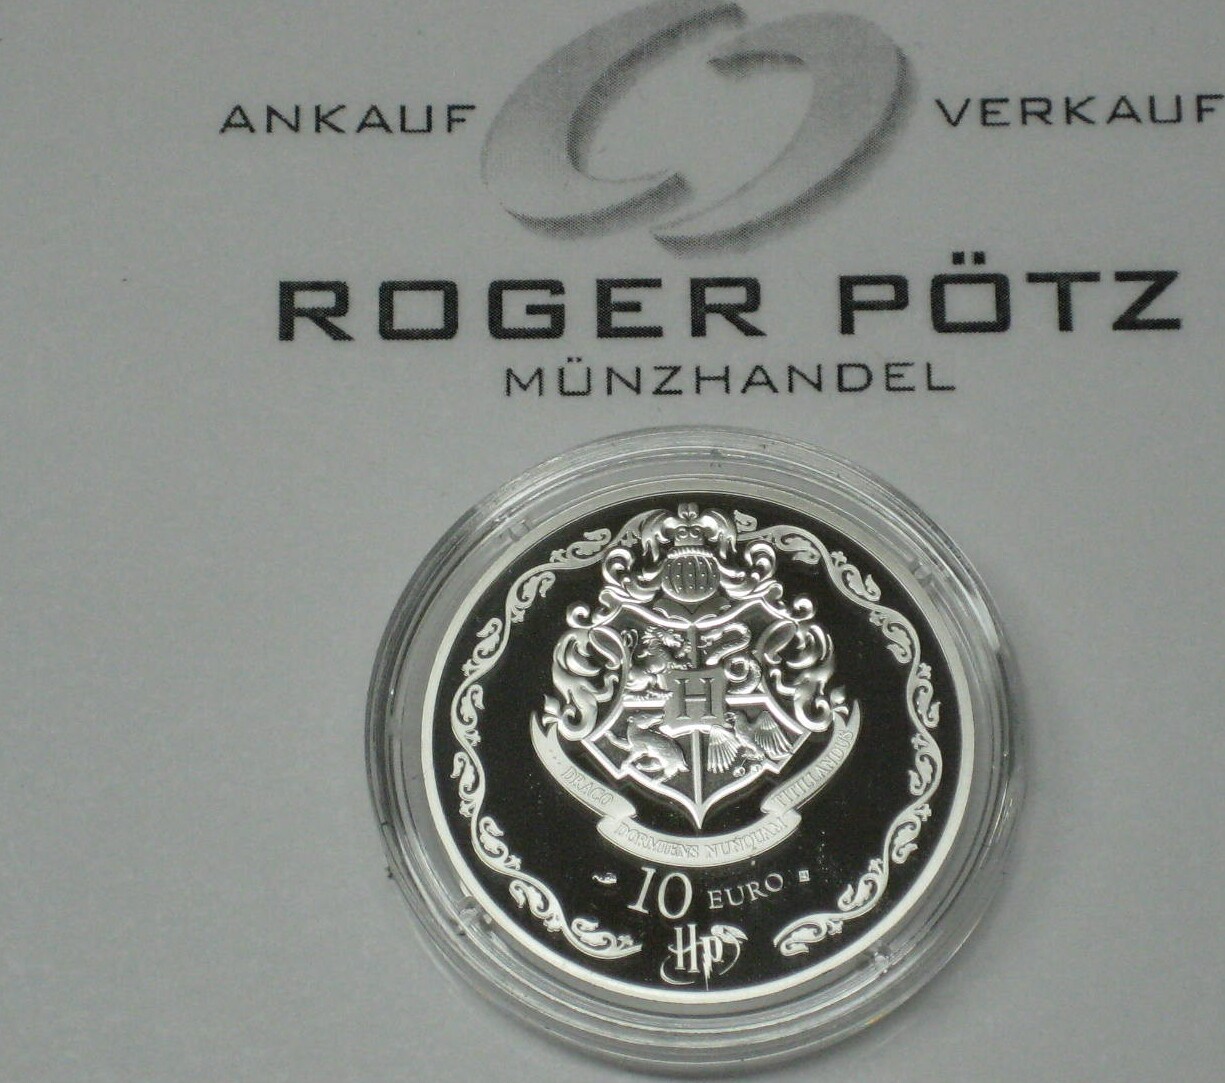 ANKAUF VERKAUF
ROGER PÖTZ
MÜNZHANDEL
H
DRACO DORMIENS NUNQUAM TITILLANDUS
10 EURO
HP